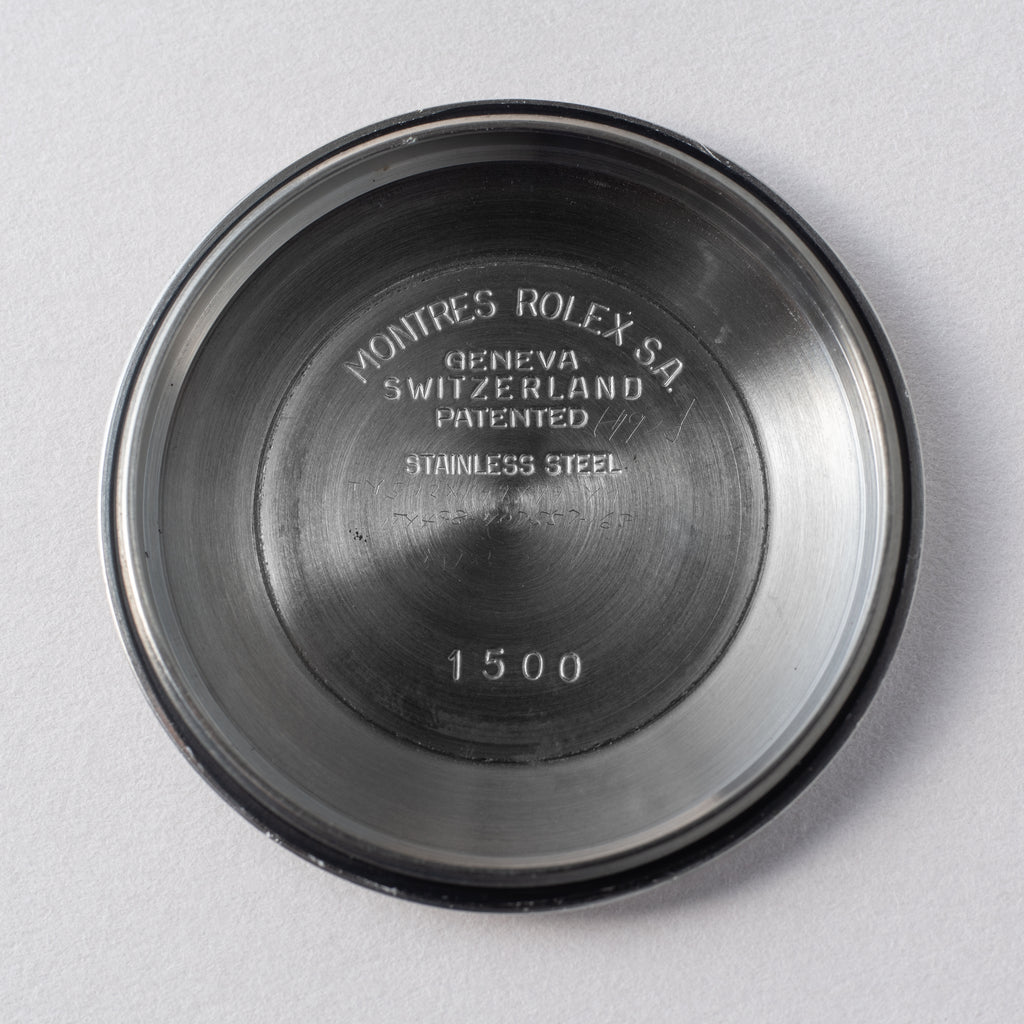 MONTRES ROLEX S.A.
GENEVA
SWITZERLAND
PATENTED
STAINLESS STEEL
1500